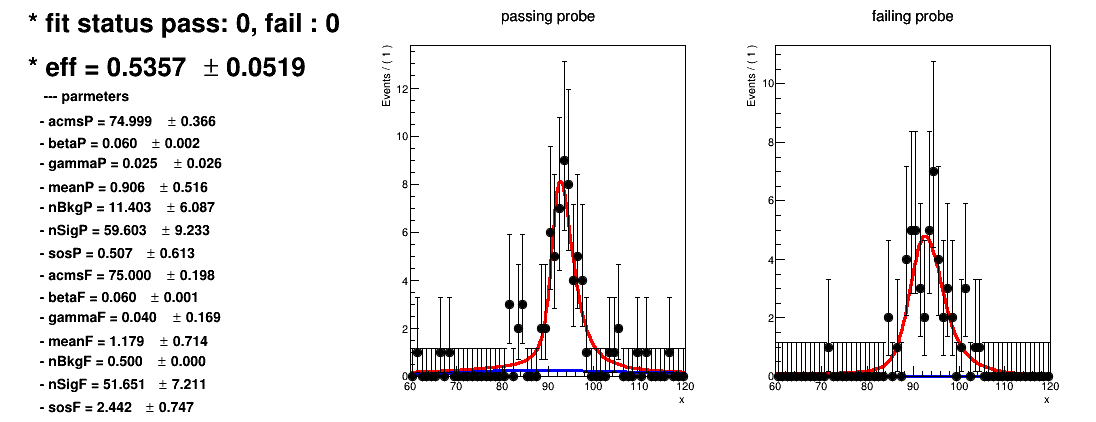 * fit status pass: 0, fail : 0
* eff = 0.5357 ± 0.0519
--- parmeters
- acmsP = 74.999 ± 0.366
- betaP = 0.060 ± 0.002
- gammaP = 0.025 ± 0.026
- meanP = 0.906 ± 0.516
- nBkgP = 11.403 ± 6.087
- nSigP = 59.603 ± 9.233
- sosP = 0.507 ± 0.613
- acmsF = 75.000 ± 0.198
- betaF = 0.060 ± 0.001
- gammaF = 0.040 ± 0.169
- meanF = 1.179 ± 0.714
- nBkgF = 0.500 ± 0.000
- nSigF = 51.651 ± 7.211
- sosF = 2.442 ± 0.747
passing probe
Events / ( 1 )
12
10
8
6
4
2
0
60 70 80 90 100 110 120
x
failing probe
Events / ( 1 )
10
8
6
4
2
0
60 70 80 90 100 110 120
x